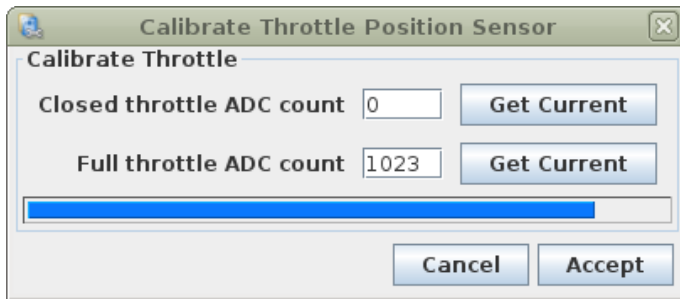 Calibrate Throttle Position Sensor
Calibrate Throttle
Closed throttle ADC count 0 Get Current
Full throttle ADC count 1023 Get Current
Cancel Accept